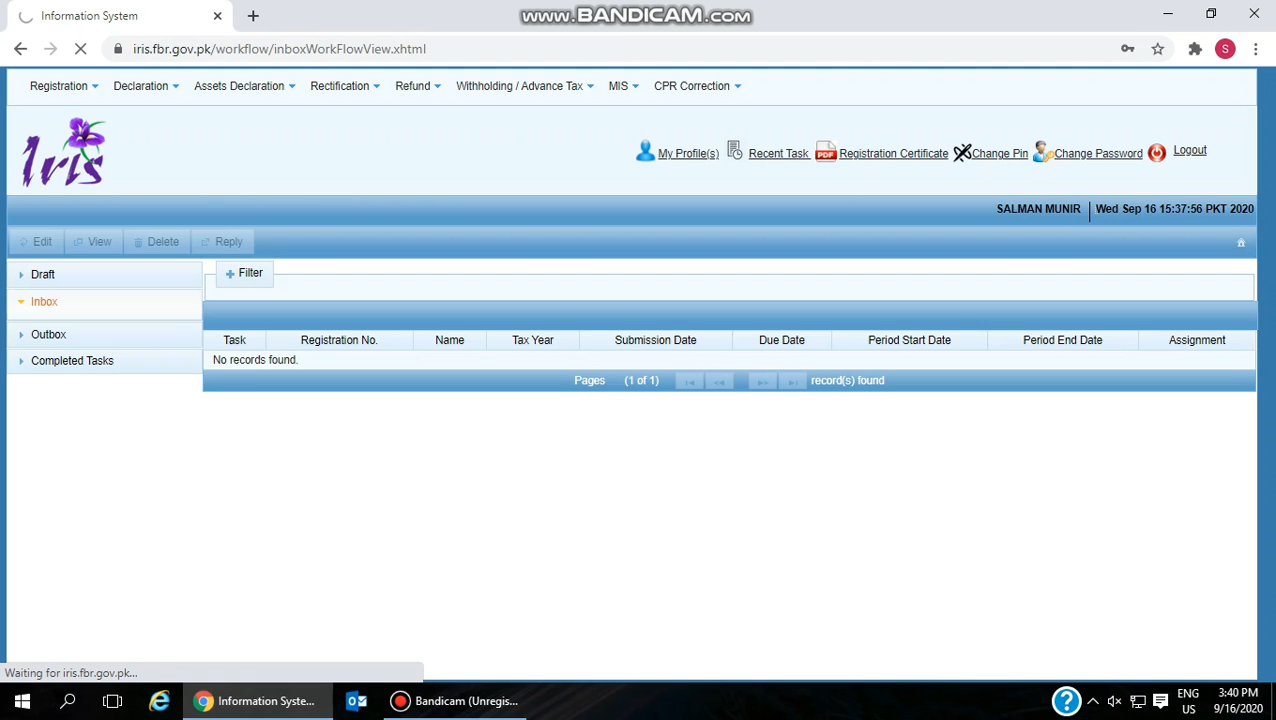 Information System
www.BANDICAM.com
iris.fbr.gov.pk/workflow/inboxWorkFlowView.xhtml
S
Registration Declaration Assets Declaration Rectification Refund Withholding / Advance Tax MIS CPR Correction
Iris
My Profile(s) Recent Task PDF Registration Certificate Change Pin Change Password Logout
SALMAN MUNIR Wed Sep 16 15:37:56 PKT 2020
Edit View Delete Reply
Draft
Filter
Inbox
Outbox
Completed Tasks
Task Registration No. Name Tax Year Submission Date Due Date Period Start Date Period End Date Assignment
No records found.
Pages (1 of 1) record(s) found
Waiting for iris.fbr.gov.pk...
Information Syste...
Bandicam (Unregis...
ENG
US
3:40 PM
9/16/2020